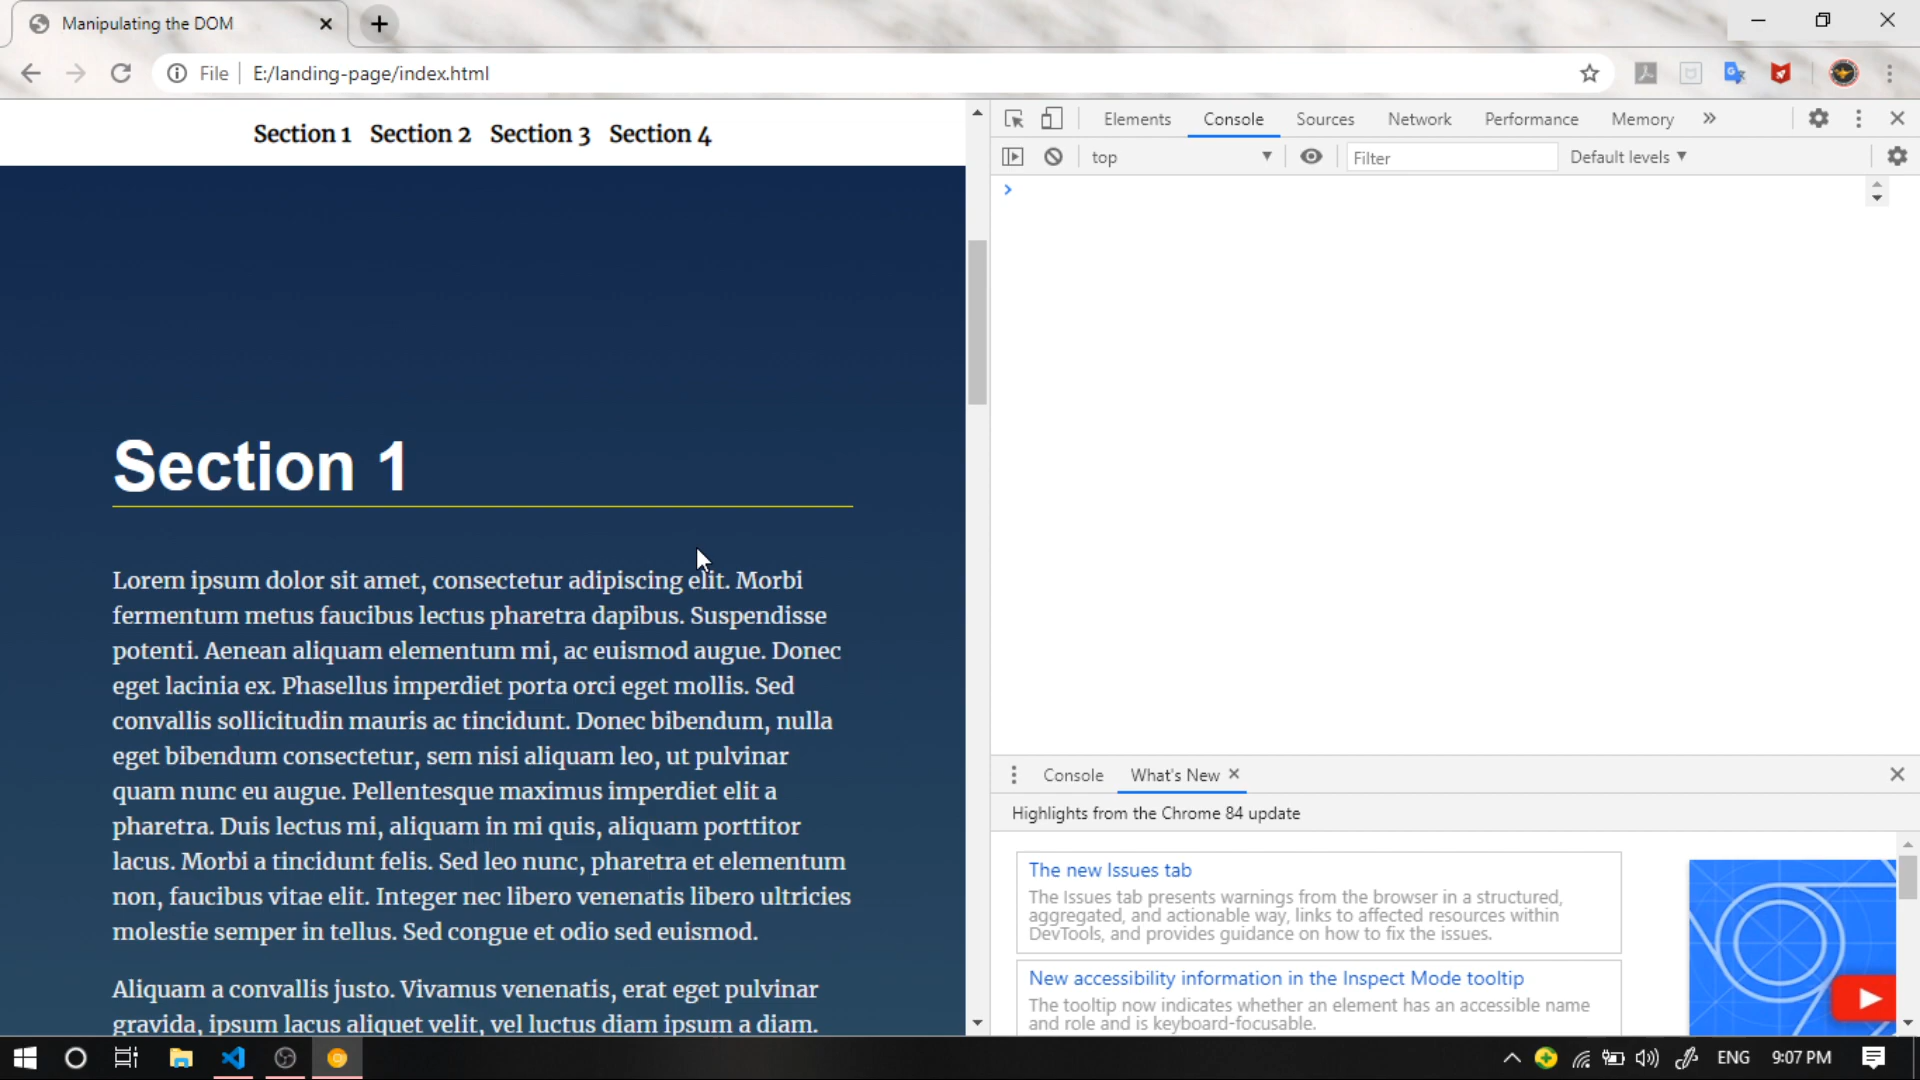 Manipulating the DOM
File
E:/landing-page/index.html
Section 1 Section 2 Section 3 Section 4
Section 1
Lorem ipsum dolor sit amet, consectetur adipiscing elit. Morbi
fermentum metus faucibus lectus pharetra dapibus. Suspendisse
potenti. Aenean aliquam elementum mi, ac euismod augue. Donec
eget lacinia ex. Phasellus imperdiet porta orci eget mollis. Sed
convallis sollicitudin mauris ac tincidunt. Donec bibendum, nulla
eget bibendum consectetur, sem nisi aliquam leo, ut pulvinar
quam nunc eu augue. Pellentesque maximus imperdiet elit a
pharetra. Duis lectus mi, aliquam in mi quis, aliquam porttitor
lacus. Morbi a tincidunt felis. Sed leo nunc, pharetra et elementum
non, faucibus vitae elit. Integer nec libero venenatis libero ultricies
molestie semper in tellus. Sed congue et odio sed euismod.
Aliquam a convallis justo. Vivamus venenatis, erat eget pulvinar
gravida, ipsum lacus aliquet velit, vel luctus diam ipsum a diam.
Elements Console Sources Network Performance Memory
top Filter Default levels
Console What's New
Highlights from the Chrome 84 update
The new Issues tab
The Issues tab presents warnings from the browser in a structured,
aggregated, and actionable way, links to affected resources within
DevTools, and provides guidance on how to fix the issues.
New accessibility information in the Inspect Mode tooltip
The tooltip now indicates whether an element has an accessible name
and role and is keyboard-focusable.
ENG 9:07 PM